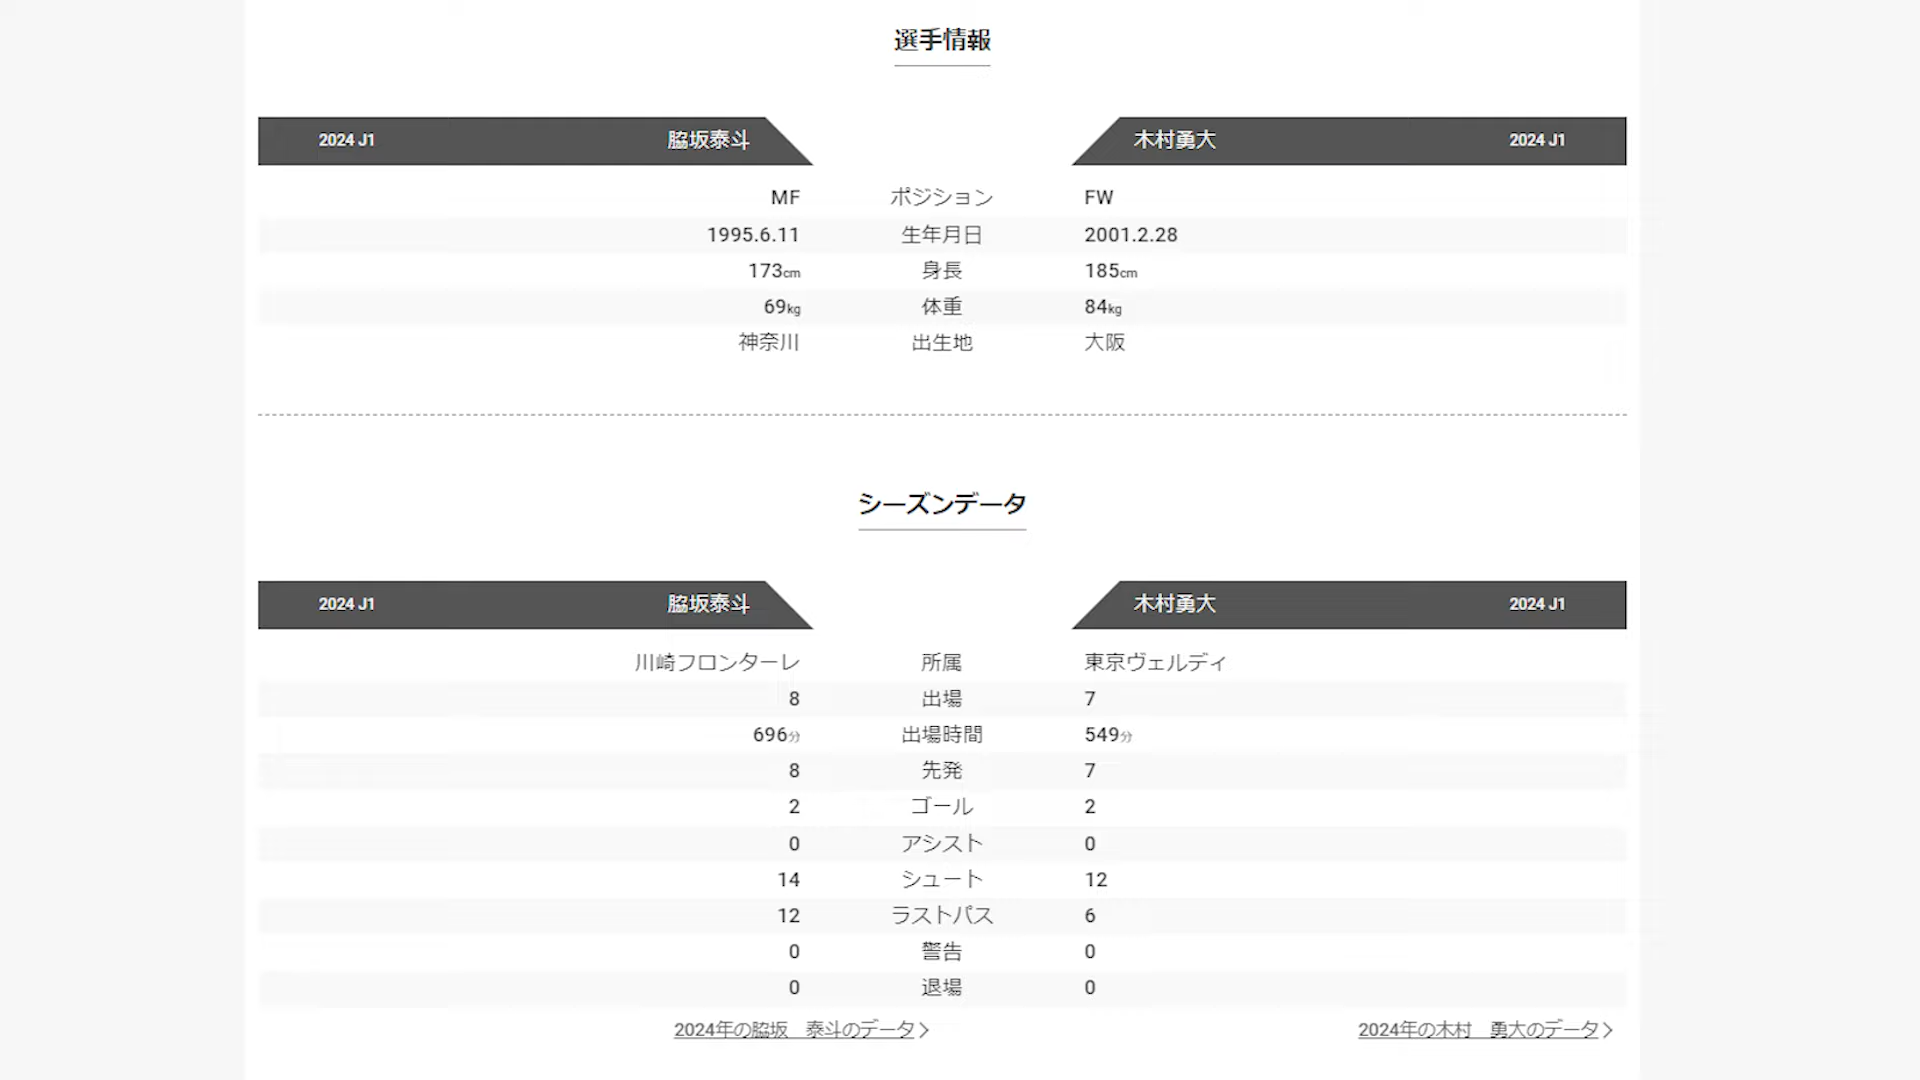 選手情報
2024 J1 脇坂泰斗 木村勇大 2024 J1
MF ポジション FW
1995.6.11 生年月日 2001.2.28
173cm 身長 185cm
69kg 体重 84kg
神奈川 出生地 大阪
シーズンデータ
2024 J1 脇坂泰斗 木村勇大 2024 J1
川崎フロンターレ 所属 東京ヴェルディ
8 出場 7
696分 出場時間 549分
8 先発 7
2 ゴール 2
0 アシスト 0
14 シュート 12
12 ラストパス 6
0 警告 0
0 退場 0
2024年の脇坂　泰斗のデータ 2024年の木村　勇大のデータ